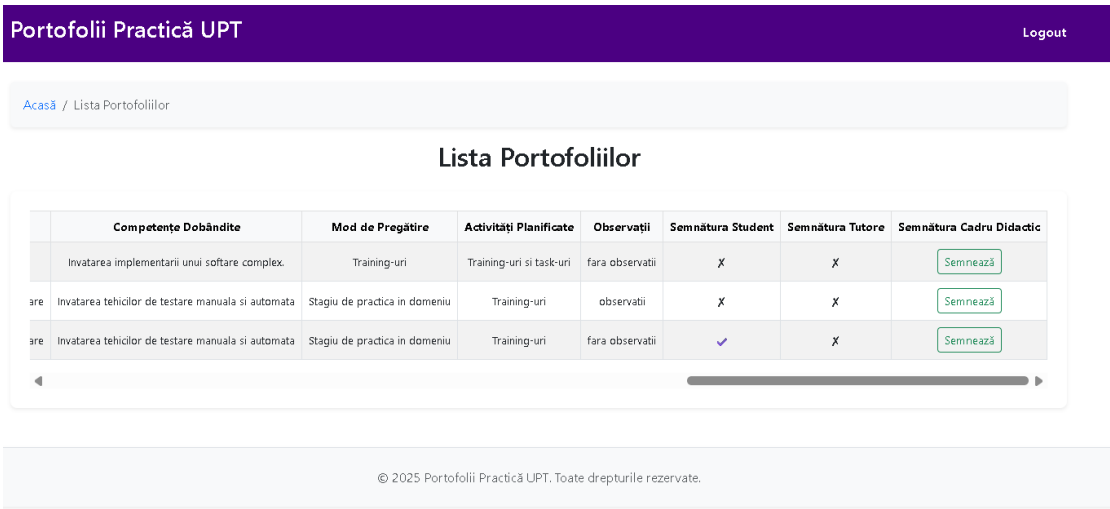 Portofolii Practică UPT
Logout
Acasă / Lista Portofoliilor
Lista Portofoliilor
Competențe Dobândite Mod de Pregătire Activități Planificate Observații Semnătura Student Semnătura Tutore Semnătura Cadru Didactic
Invatarea implementarii unui softare complex. Training-uri Training-uri si task-uri fara observatii ✗ ✗ Semnează
are Invatarea tehicilor de testare manuala si automata Stagiu de practica in domeniu Training-uri observatii ✗ ✗ Semnează
are Invatarea tehicilor de testare manuala si automata Stagiu de practica in domeniu Training-uri fara observatii ✓ ✗ Semnează
© 2025 Portofolii Practică UPT. Toate drepturile rezervate.